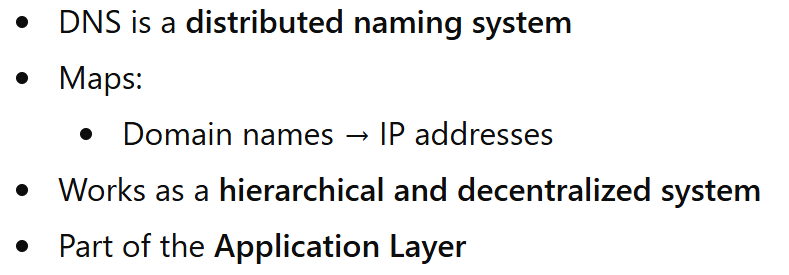 • DNS is a distributed naming system
• Maps:
• Domain names → IP addresses
• Works as a hierarchical and decentralized system
• Part of the Application Layer